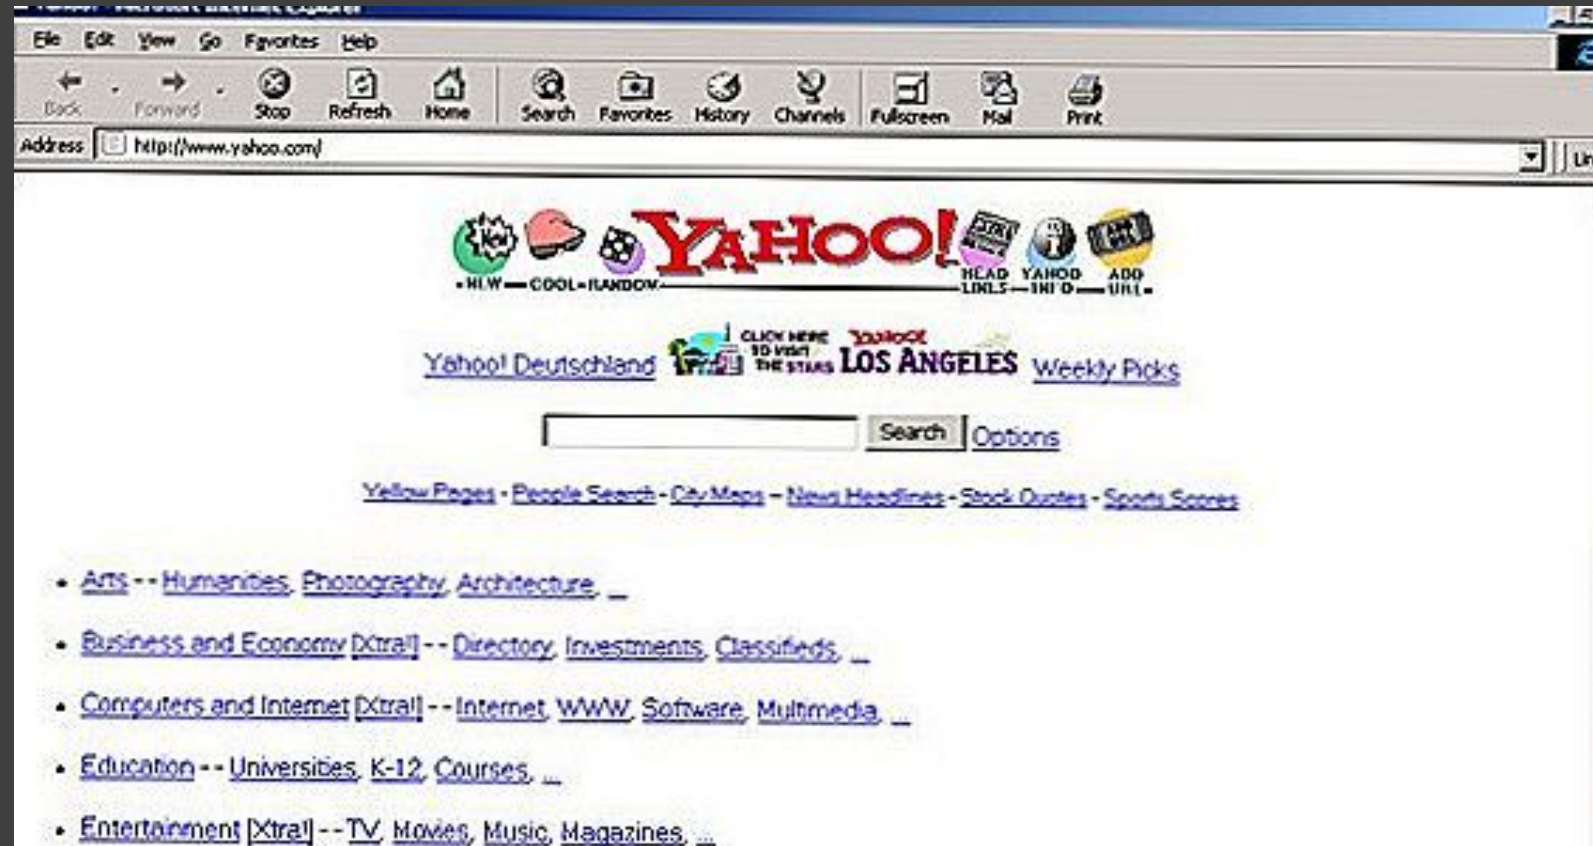 Yahoo! - Microsoft Internet Explorer
File Edit View Go Favorites Help
Back Forward Stop Refresh Home Search Favorites History Channels Fullscreen Mail Print
Address http://www.yahoo.com/
YAHOO!
NEW COOL RANDOM HEAD LINES YAHOO INFO ADD URL
Yahoo! Deutschland CLICK HERE TO VISIT THE STARS YAHOO! LOS ANGELES Weekly Picks
Search Options
Yellow Pages - People Search - City Maps - News Headlines - Stock Quotes - Sports Scores
• Arts - - Humanities, Photography, Architecture, ...
• Business and Economy [Xtra!] - - Directory, Investments, Classifieds, ...
• Computers and Internet [Xtra!] - - Internet, WWW, Software, Multimedia, ...
• Education - - Universities, K-12, Courses, ...
• Entertainment [Xtra!] - - TV, Movies, Music, Magazines, ...